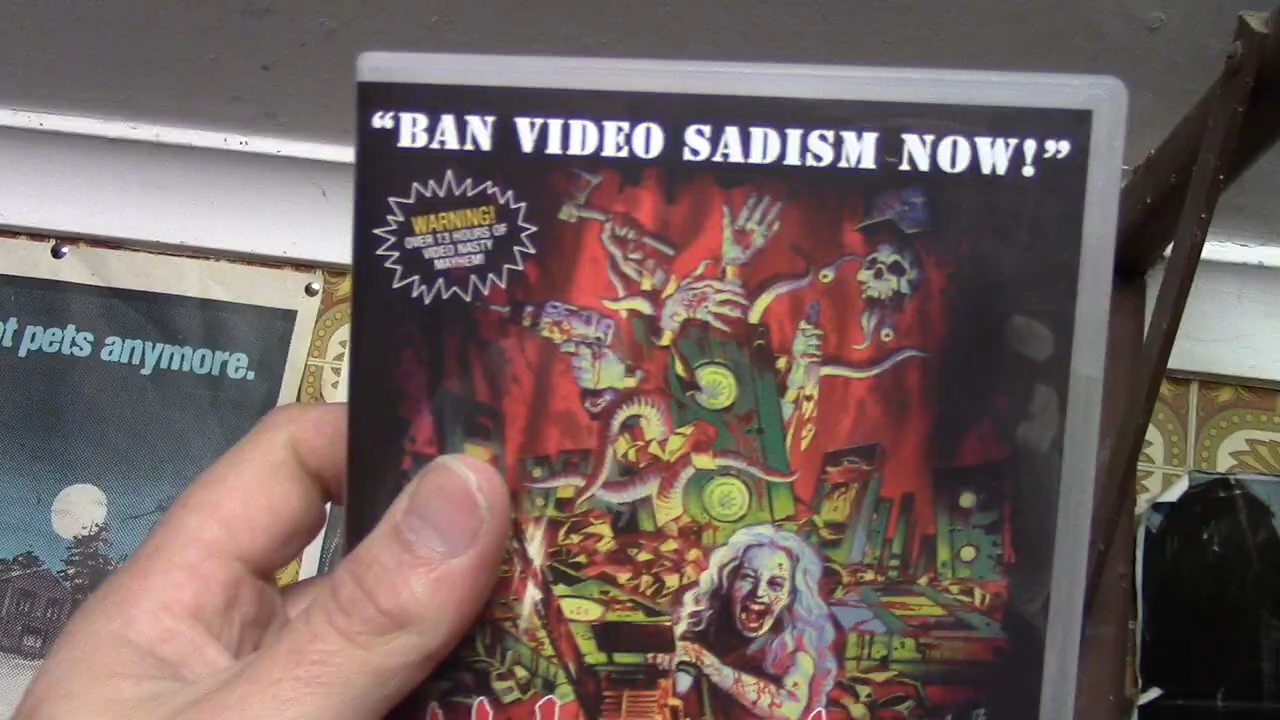 “BAN VIDEO SADISM NOW!”
WARNING!
OVER 13 HOURS OF
VIDEO NASTY
MAYHEM!
pets anymore.